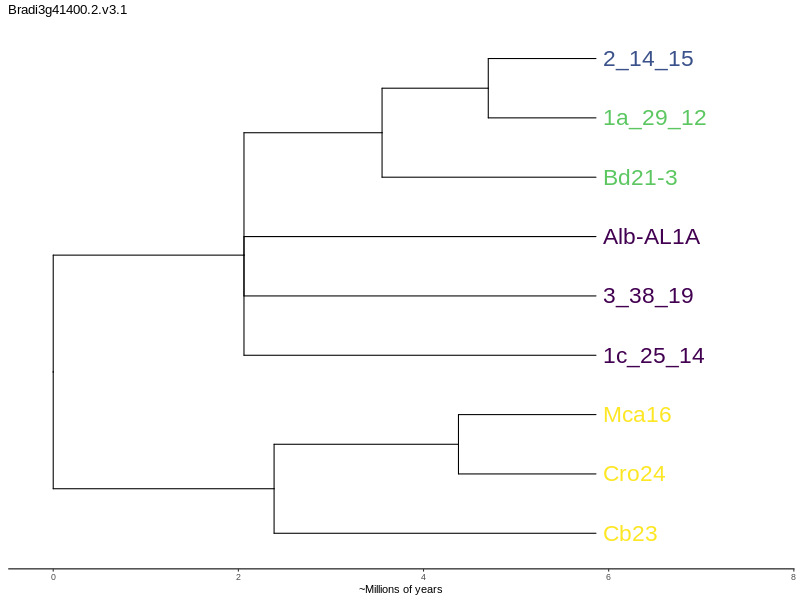 Bradi3g41400.2.v3.1
2_14_15
1a_29_12
Bd21-3
Alb-AL1A
3_38_19
1c_25_14
Mca16
Cro24
Cb23
0 2 4 6 8
~Millions of years